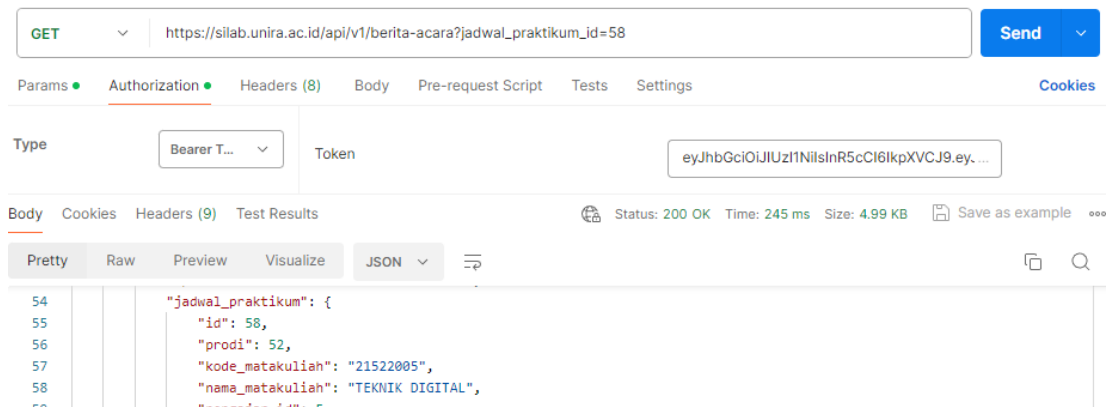 GET https://silab.unira.ac.id/api/v1/berita-acara?jadwal_praktikum_id=58 Send
Params Authorization Headers (8) Body Pre-request Script Tests Settings Cookies
Type Bearer T... Token eyJhbGciOiJIUzI1NiIsInR5cCI6IkpXVCJ9.ey. ...
Body Cookies Headers (9) Test Results Status: 200 OK Time: 245 ms Size: 4.99 KB Save as example
Pretty Raw Preview Visualize JSON
54 "jadwal_praktikum": {
55 "id": 58,
56 "prodi": 52,
57 "kode_matakuliah": "21522005",
58 "nama_matakuliah": "TEKNIK DIGITAL",